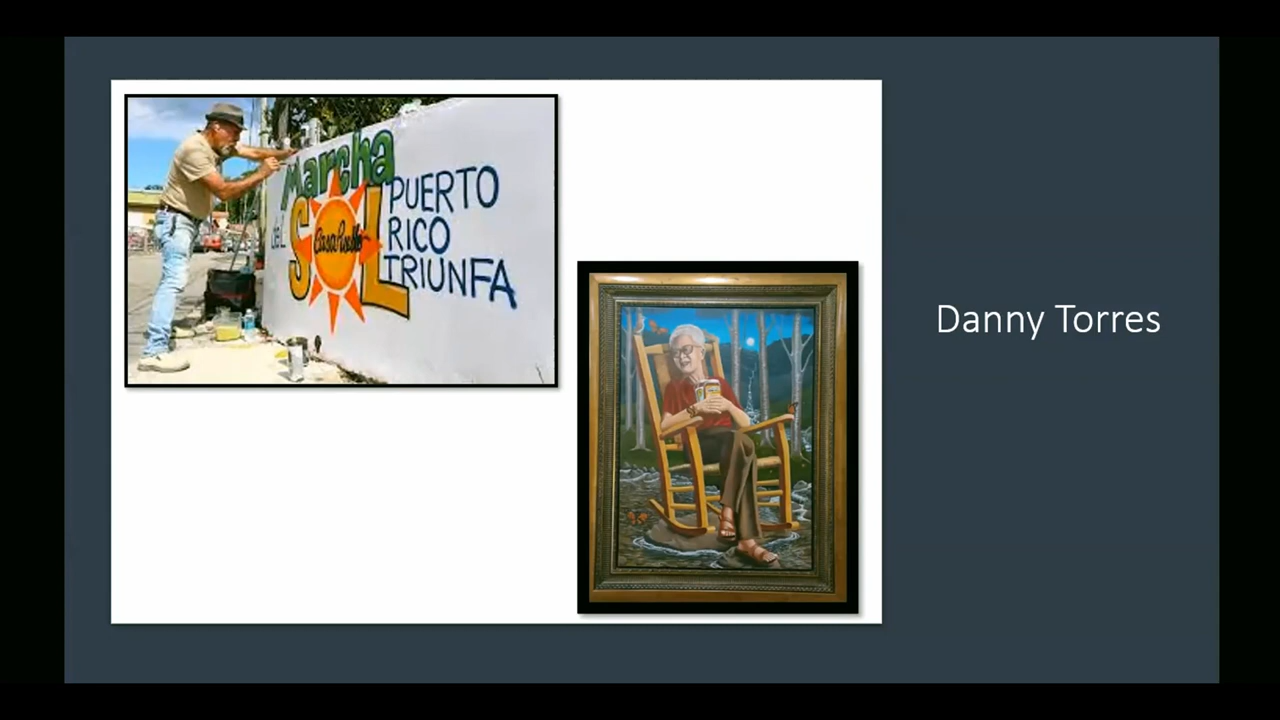 Marcha
del SOL
Casa Pueblo
PUERTO
RICO
TRIUNFA
Danny Torres